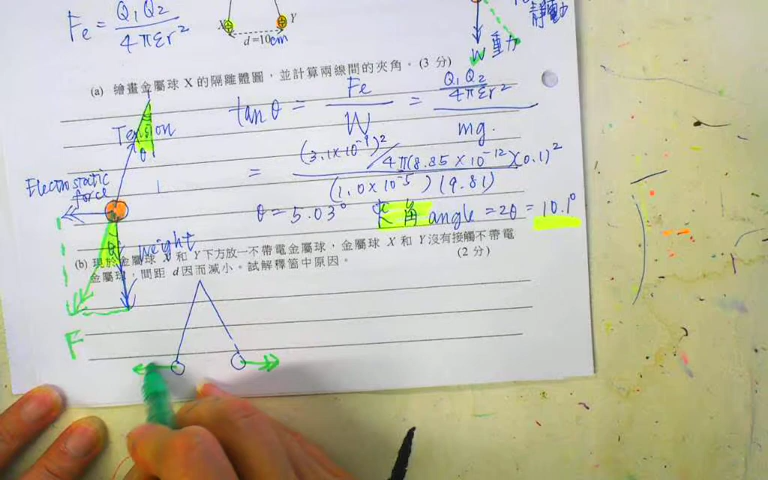 Fe = Q₁Q₂ / 4πεr²
X Y
d=10cm
靜電力
W 重力
(a) 繪畫金屬球 X 的隔離體圖，並計算兩線間的夾角。(3 分)
Tension
θ
tan θ = Fe / W = (Q₁Q₂ / 4πεr²) / mg
= ((3.1×10⁻⁹)² / 4π(8.85×10⁻¹²)(0.1)²) / (1.0×10⁻⁵)(9.81)
Electrostatic
force
θ = 5.03° 夾角 angle = 2θ = 10.1°
θ
weight
(b) 現於金屬球 X 和 Y 下方放一不帶電金屬球，金屬球 X 和 Y 沒有接觸不帶電
金屬球，間距 d 因而減小。試解釋箇中原因。 (2 分)
F